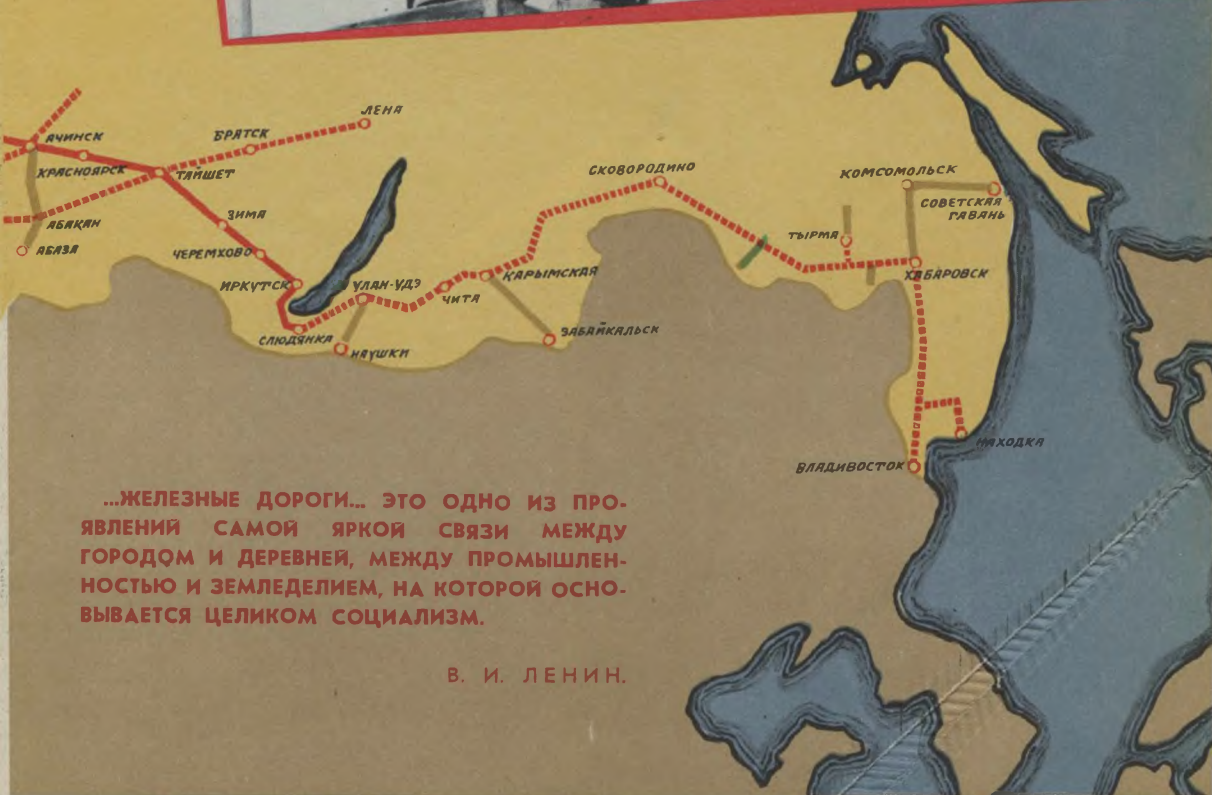 ЛЕНА
АЧИНСК
БРАТСК
КРАСНОЯРСК
ТАЙШЕТ
СКОВОРОДИНО
КОМСОМОЛЬСК
СОВЕТСКАЯ
ГАВАНЬ
АБАКАН
ЗИМА
АБАЗА
ЧЕРЕМХОВО
ТЫРМА
ИРКУТСК
УЛАН-УДЭ
ЧИТА
КАРЫМСКАЯ
ХАБАРОВСК
СЛЮДЯНКА
НАУШКИ
ЗАБАЙКАЛЬСК
НАХОДКА
ВЛАДИВОСТОК
...ЖЕЛЕЗНЫЕ ДОРОГИ... ЭТО ОДНО ИЗ ПРО-
ЯВЛЕНИЙ САМОЙ ЯРКОЙ СВЯЗИ МЕЖДУ
ГОРОДОМ И ДЕРЕВНЕЙ, МЕЖДУ ПРОМЫШЛЕН-
НОСТЬЮ И ЗЕМЛЕДЕЛИЕМ, НА КОТОРОЙ ОСНО-
ВЫВАЕТСЯ ЦЕЛИКОМ СОЦИАЛИЗМ.
В. И. ЛЕНИН.